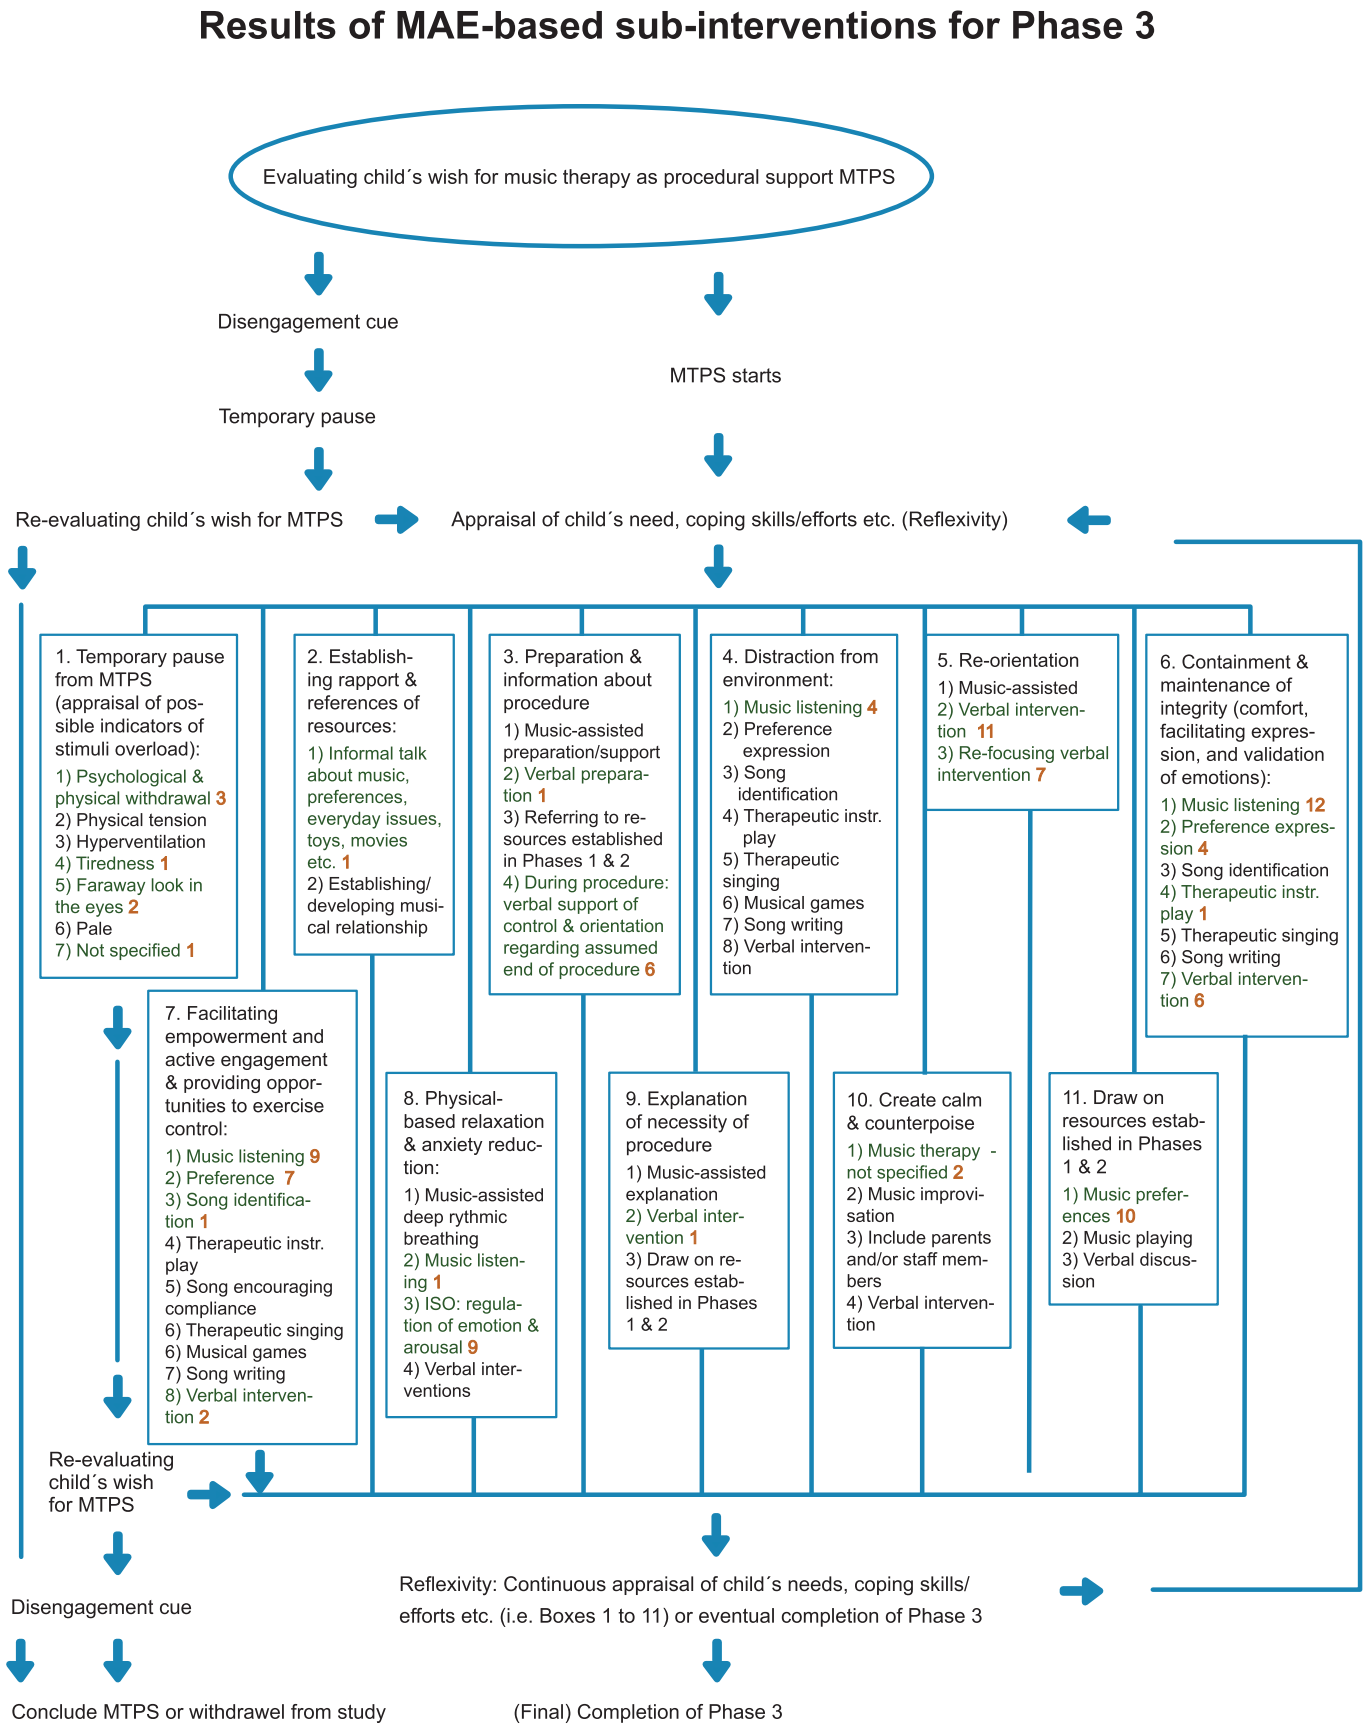 Results of MAE-based sub-interventions for Phase 3
Evaluating child´s wish for music therapy as procedural support MTPS
Disengagement cue
MTPS starts
Temporary pause
Re-evaluating child´s wish for MTPS
Appraisal of child´s need, coping skills/efforts etc. (Reflexivity)
1. Temporary pause
from MTPS
(appraisal of pos-
sible indicators of
stimuli overload):
1) Psychological &
physical withdrawal 3
2) Physical tension
3) Hyperventilation
4) Tiredness 1
5) Faraway look in
the eyes 2
6) Pale
7) Not specified 1
2. Establish-
ing rapport &
references of
resources:
1) Informal talk
about music,
preferences,
everyday issues,
toys, movies
etc. 1
2) Establishing/
developing musi-
cal relationship
3. Preparation &
information about
procedure
1) Music-assisted
preparation/support
2) Verbal prepara-
tion 1
3) Referring to re-
sources established
in Phases 1 & 2
4) During procedure:
verbal support of
control & orientation
regarding assumed
end of procedure 6
4. Distraction from
environment:
1) Music listening 4
2) Preference
expression
3) Song
identification
4) Therapeutic instr.
play
5) Therapeutic
singing
6) Musical games
7) Song writing
8) Verbal interven-
tion
5. Re-orientation
1) Music-assisted
2) Verbal interven-
tion 11
3) Re-focusing verbal
intervention 7
6. Containment &
maintenance of
integrity (comfort,
facilitating expres-
sion, and validation
of emotions):
1) Music listening 12
2) Preference expres-
sion 4
3) Song identification
4) Therapeutic instr.
play 1
5) Therapeutic singing
6) Song writing
7) Verbal interven-
tion 6
7. Facilitating
empowerment and
active engagement
& providing oppor-
tunities to exercise
control:
1) Music listening 9
2) Preference 7
3) Song identifica-
tion 1
4) Therapeutic instr.
play
5) Song encouraging
compliance
6) Therapeutic singing
6) Musical games
7) Song writing
8) Verbal interven-
tion 2
8. Physical-
based relaxation
& anxiety reduc-
tion:
1) Music-assisted
deep rythmic
breathing
2) Music listen-
ing 1
3) ISO: regula-
tion of emotion &
arousal 9
4) Verbal inter-
ventions
9. Explanation
of necessity of
procedure
1) Music-assisted
explanation
2) Verbal inter-
vention 1
3) Draw on re-
sources estab-
lished in Phases
1 & 2
10. Create calm
& counterpoise
1) Music therapy -
not specified 2
2) Music improvi-
sation
3) Include parents
and/or staff mem-
bers
4) Verbal interven-
tion
11. Draw on
resources estab-
lished in Phases
1 & 2
1) Music prefer-
ences 10
2) Music playing
3) Verbal discus-
sion
Re-evaluating
child´s wish
for MTPS
Reflexivity: Continuous appraisal of child´s needs, coping skills/
efforts etc. (i.e. Boxes 1 to 11) or eventual completion of Phase 3
Disengagement cue
Conclude MTPS or withdrawel from study
(Final) Completion of Phase 3